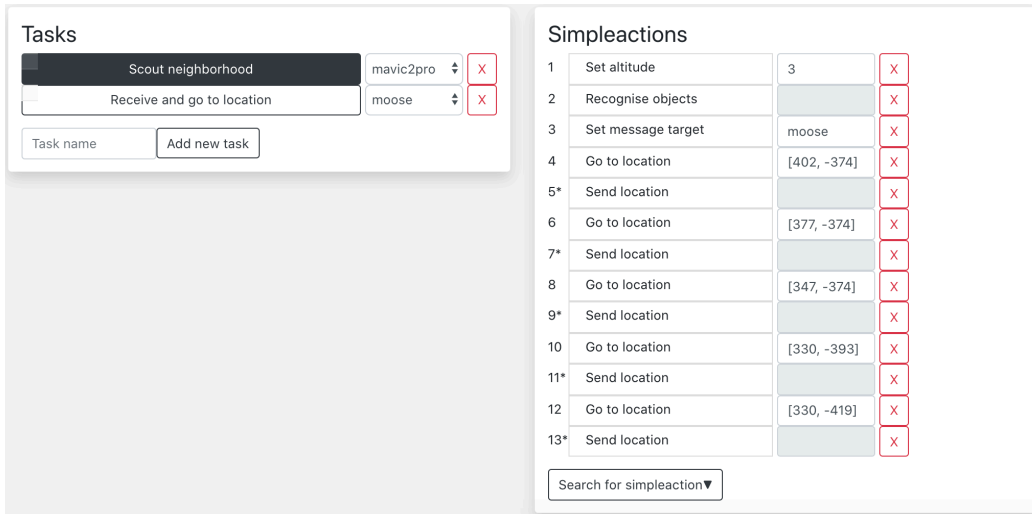 Tasks
Scout neighborhood mavic2pro X
Receive and go to location moose X
Task name Add new task
Simpleactions
1 Set altitude 3 X
2 Recognise objects X
3 Set message target moose X
4 Go to location [402, -374] X
5* Send location X
6 Go to location [377, -374] X
7* Send location X
8 Go to location [347, -374] X
9* Send location X
10 Go to location [330, -393] X
11* Send location X
12 Go to location [330, -419] X
13* Send location X
Search for simpleaction▼